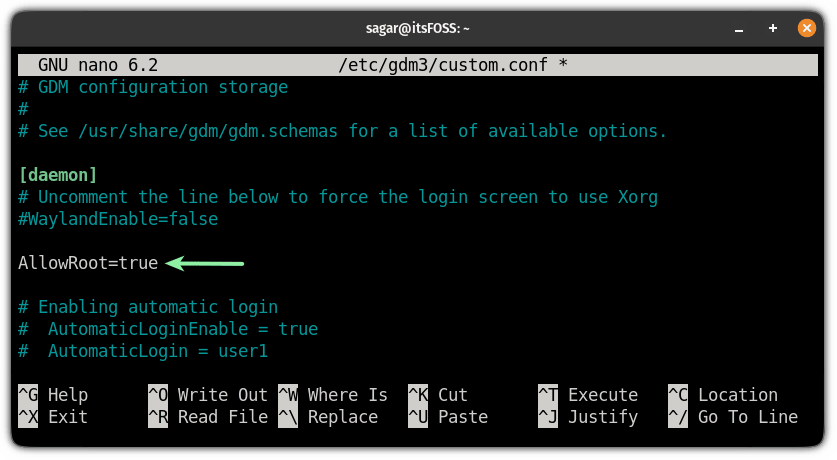 sagar@itsFOSS: ~
GNU nano 6.2 /etc/gdm3/custom.conf *
# GDM configuration storage
#
# See /usr/share/gdm/gdm.schemas for a list of available options.
[daemon]
# Uncomment the line below to force the login screen to use Xorg
#WaylandEnable=false
AllowRoot=true
# Enabling automatic login
#  AutomaticLoginEnable = true
#  AutomaticLogin = user1
^G Help ^O Write Out ^W Where Is ^K Cut ^T Execute ^C Location
^X Exit ^R Read File ^\ Replace ^U Paste ^J Justify ^/ Go To Line